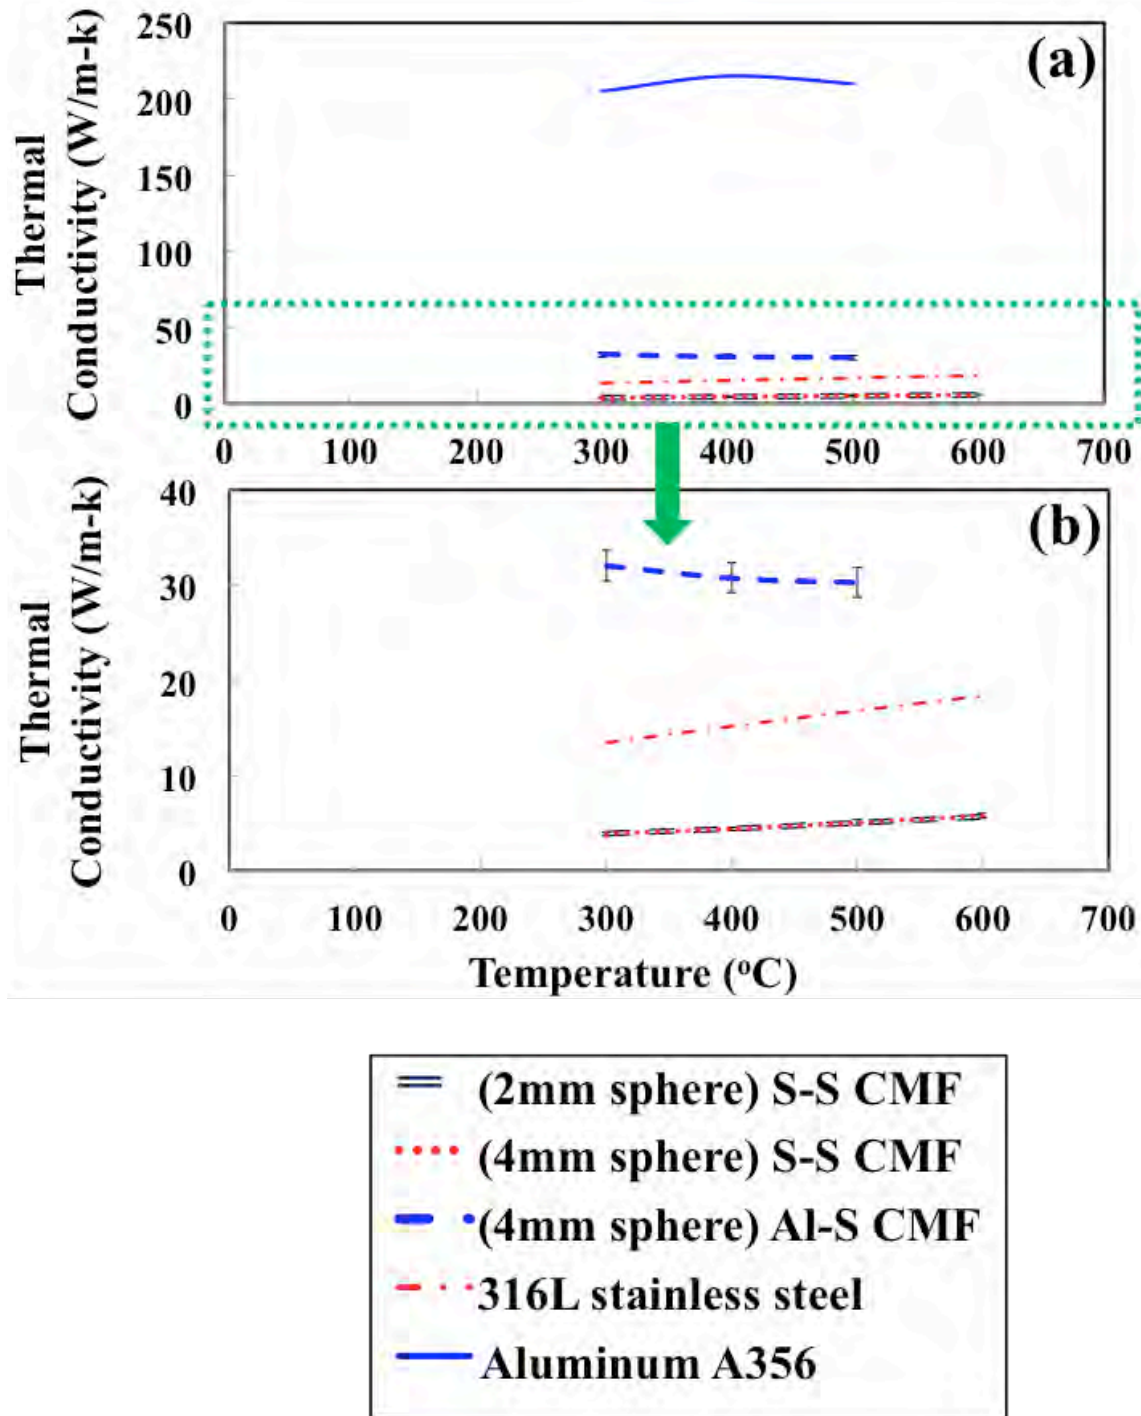 250
(a)
200
150
100
50
0
Thermal
Conductivity (W/m-k)
0 100 200 300 400 500 600 700
40
(b)
30
20
10
0
Thermal
Conductivity (W/m-k)
0 100 200 300 400 500 600 700
Temperature (°C)
(2mm sphere) S-S CMF
(4mm sphere) S-S CMF
(4mm sphere) Al-S CMF
316L stainless steel
Aluminum A356